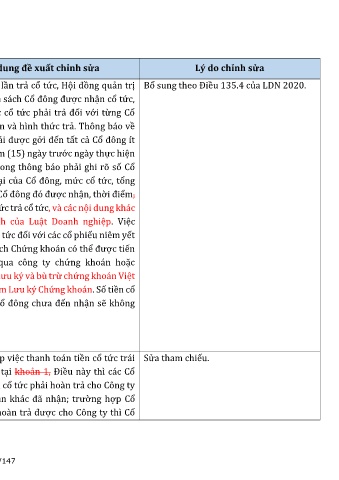 dung đề xuất chỉnh sửa
Lý do chỉnh sửa
lần trả cổ tức, Hội đồng quản trị
Bổ sung theo Điều 135.4 của LDN 2020.
sách Cổ đông được nhận cổ tức,
cổ tức phải trả đối với từng Cổ
n và hình thức trả. Thông báo về
ải được gởi đến tất cả Cổ đông ít
m (15) ngày trước ngày thực hiện
ong thông báo phải ghi rõ số Cổ
ại của Cổ đông, mức cổ tức, tổng
Cổ đông đó được nhận, thời điểm,
ức trả cổ tức, và các nội dung khác
h của Luật Doanh nghiệp. Việc
tức đối với các cổ phiếu niêm yết
ch Chứng khoán có thể được tiến
qua công ty chứng khoán hoặc
ưu ký và bù trừ chứng khoán Việt
m Lưu ký Chứng khoán. Số tiền cổ
ổ đông chưa đến nhận sẽ không
p việc thanh toán tiền cổ tức trái
Sửa tham chiếu.
tại khoản 1, Điều này thì các Cổ
cổ tức phải hoàn trả cho Công ty
n khác đã nhận; trường hợp Cổ
hoàn trả được cho Công ty thì Cổ
/147